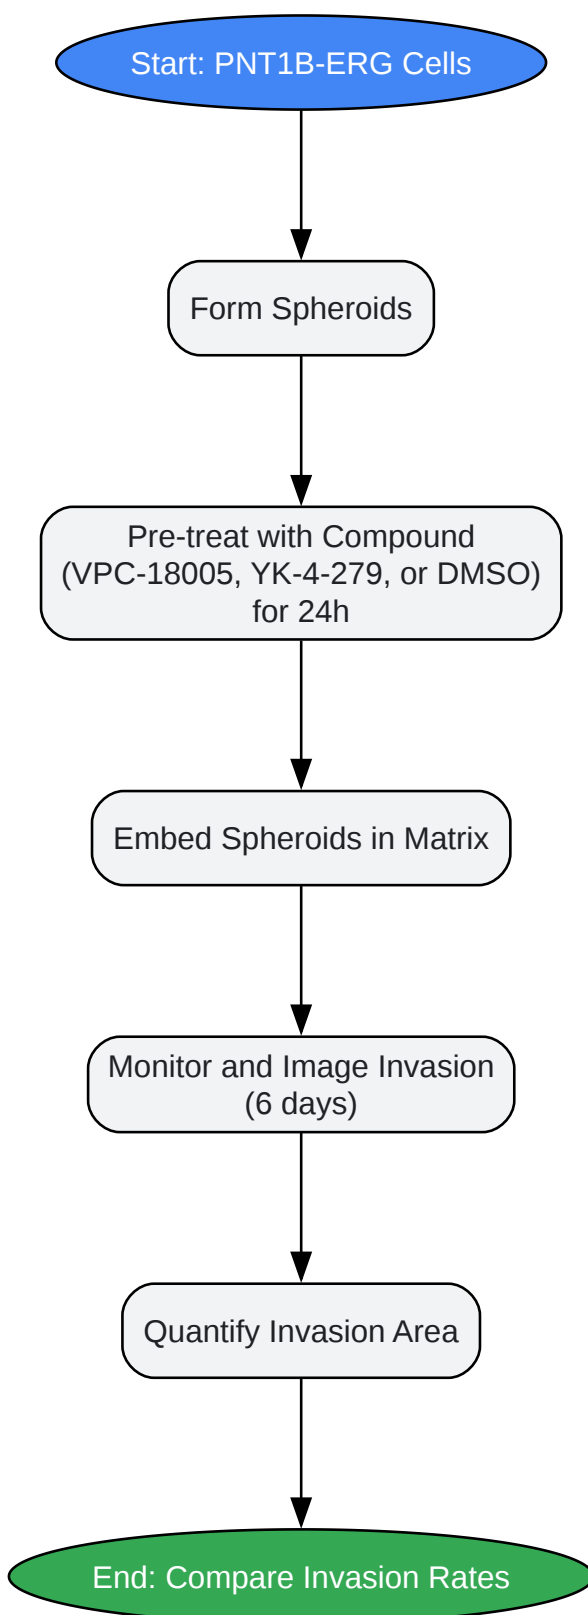 Start: PNT1B-ERG Cells
Form Spheroids
Pre-treat with Compound
(VPC-18005, YK-4-279, or DMSO)
for 24h
Embed Spheroids in Matrix
Monitor and Image Invasion
(6 days)
Quantify Invasion Area
End: Compare Invasion Rates